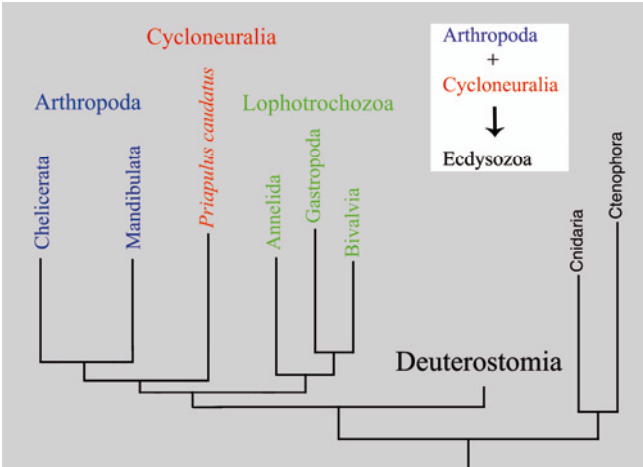 Cycloneuralia
Arthropoda
Lophotrochozoa
Chelicerata
Mandibulata
Priapulus caudatus
Annelida
Gastropoda
Bivalvia
Arthropoda
+
Cycloneuralia
Ecdysozoa
Cnidaria
Ctenophora
Deuterostomia